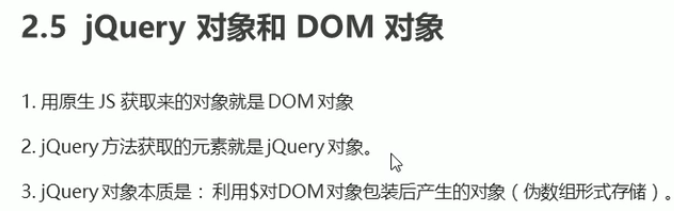 2.5 jQuery 对象和 DOM 对象
1. 用原生 JS 获取来的对象就是 DOM 对象
2. jQuery 方法获取的元素就是 jQuery 对象。
3. jQuery 对象本质是：利用$对DOM 对象包装后产生的对象（伪数组形式存储）。